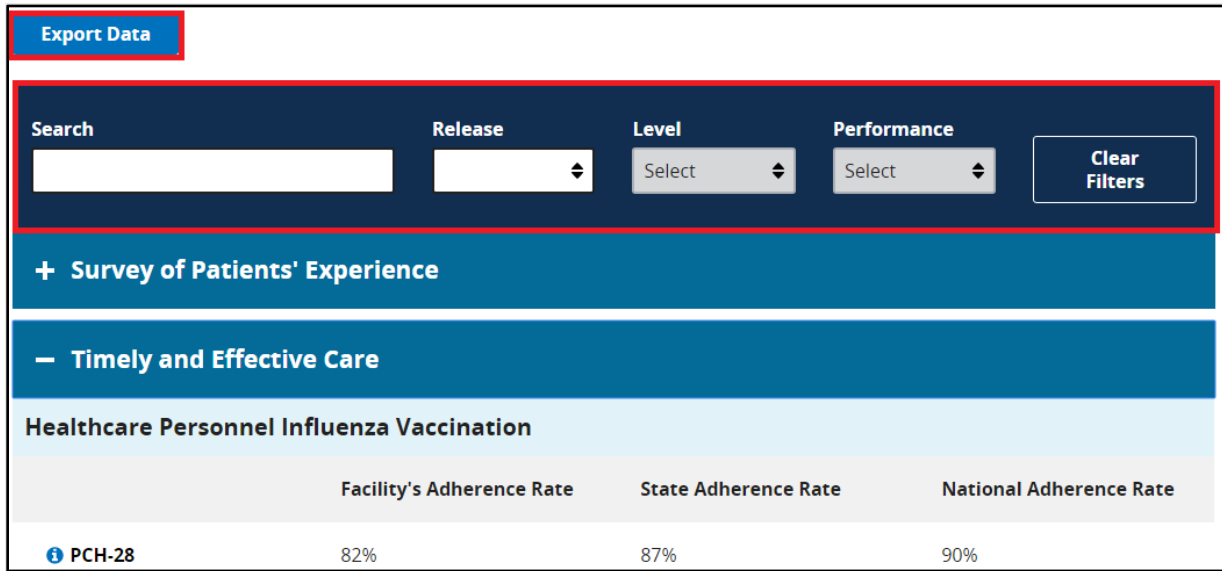 Export Data
Search Release Level Performance
Select Select Clear Filters
+ Survey of Patients' Experience
− Timely and Effective Care
Healthcare Personnel Influenza Vaccination
Facility's Adherence Rate State Adherence Rate National Adherence Rate
PCH-28 82% 87% 90%